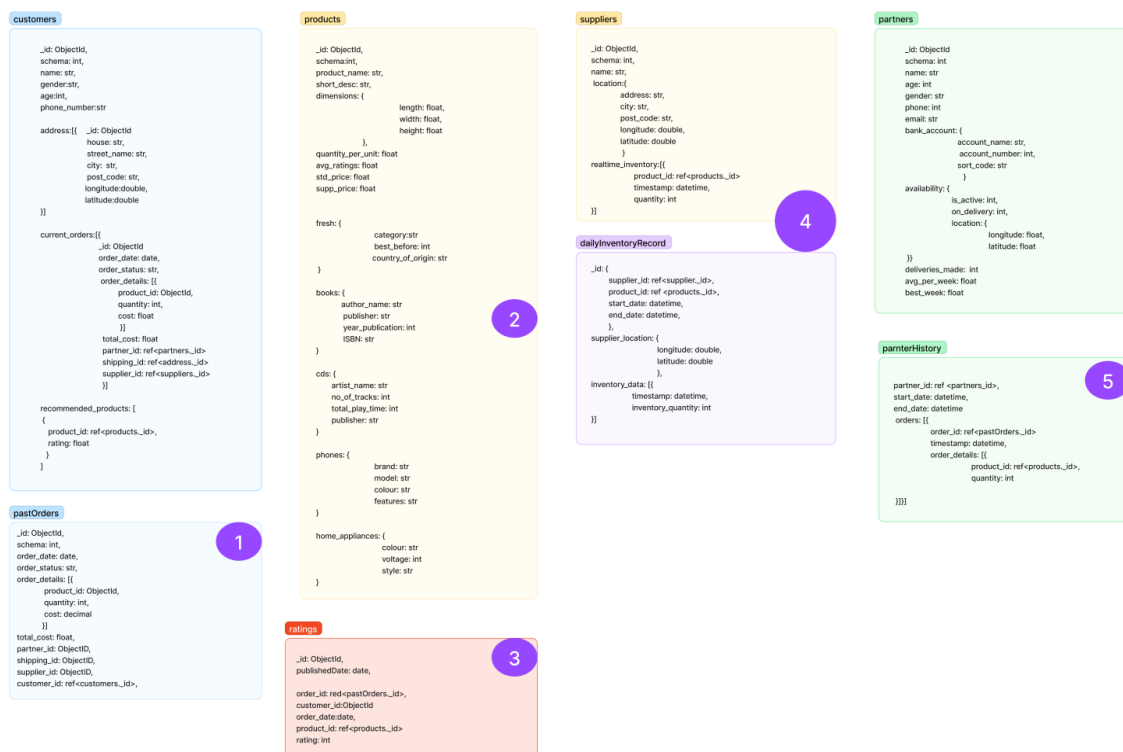 customers
_id: ObjectId,
schema: int,
name: str,
gender:str,
age:int,
phone_number:str
address:[{ _id: ObjectId
house: str,
street_name: str,
city: str,
post_code: str,
longitude:double,
latitude:double
}]
current_orders:[{
_id: ObjectId
order_date: date,
order_status: str,
order_details: [{
product_id: ObjectId,
quantity: int,
cost: float
}]
total_cost: float
partner_id: ref<partners._id>
shipping_id: ref<address._id>
supplier_id: ref<suppliers._id>
}]
recommended_products: [
{
product_id: ref<products._id>,
rating: float
}
]
pastOrders
_id: ObjectId,
schema: int,
order_date: date,
order_status: str,
order_details: [{
product_id: ObjectId,
quantity: int,
cost: decimal
}]
total_cost: float,
partner_id: ObjectID,
shipping_id: ObjectID,
supplier_id: ObjectID,
customer_id: ref<customers._id>,
1
products
_id: ObjectId,
schema:int,
product_name: str,
short_desc: str,
dimensions: {
length: float,
width: float,
height: float
},
quantity_per_unit: float
avg_ratings: float
std_price: float
supp_price: float
fresh: {
category:str
best_before: int
country_of_origin: str
}
books: {
author_name: str
publisher: str
year_publication: int
ISBN: str
}
cds: {
artist_name: str
no_of_tracks: int
total_play_time: int
publisher: str
}
phones: {
brand: str
model: str
colour: str
features: str
}
home_appliances: {
colour: str
voltage: int
style: str
}
2
ratings
_id: ObjectId,
publishedDate: date,
order_id: red<pastOrders._id>,
customer_id:ObjectId
order_date:date,
product_id: ref<products._id>
rating: int
3
suppliers
_id: ObjectId,
schema: int,
name: str,
location:{
address: str,
city: str,
post_code: str,
longitude: double,
latitude: double
}
realtime_inventory:[{
product_id: ref<products._id>
timestamp: datetime,
quantity: int
}]
4
dailyInventoryRecord
_id: {
supplier_id: ref<supplier._id>,
product_id: ref <products._id>,
start_date: datetime,
end_date: datetime,
},
supplier_location: {
longitude: double,
latitude: double
},
inventory_data: [{
timestamp: datetime,
inventory_quantity: int
}]
partners
_id: ObjectId
schema: int
name: str
age: int
gender: str
phone: int
email: str
bank_account: {
account_name: str,
account_number: int,
sort_code: str
}
availability: {
is_active: int,
on_delivery: int,
location: {
longitude: float,
latitude: float
}}
deliveries_made: int
avg_per_week: float
best_week: float
parnterHistory
partner_id: ref <partners_id>,
start_date: datetime,
end_date: datetime
orders: [{
order_id: ref<pastOrders._id>
timestamp: datetime,
order_details: [{
product_id: ref<products._id>,
quantity: int
}]}]
5